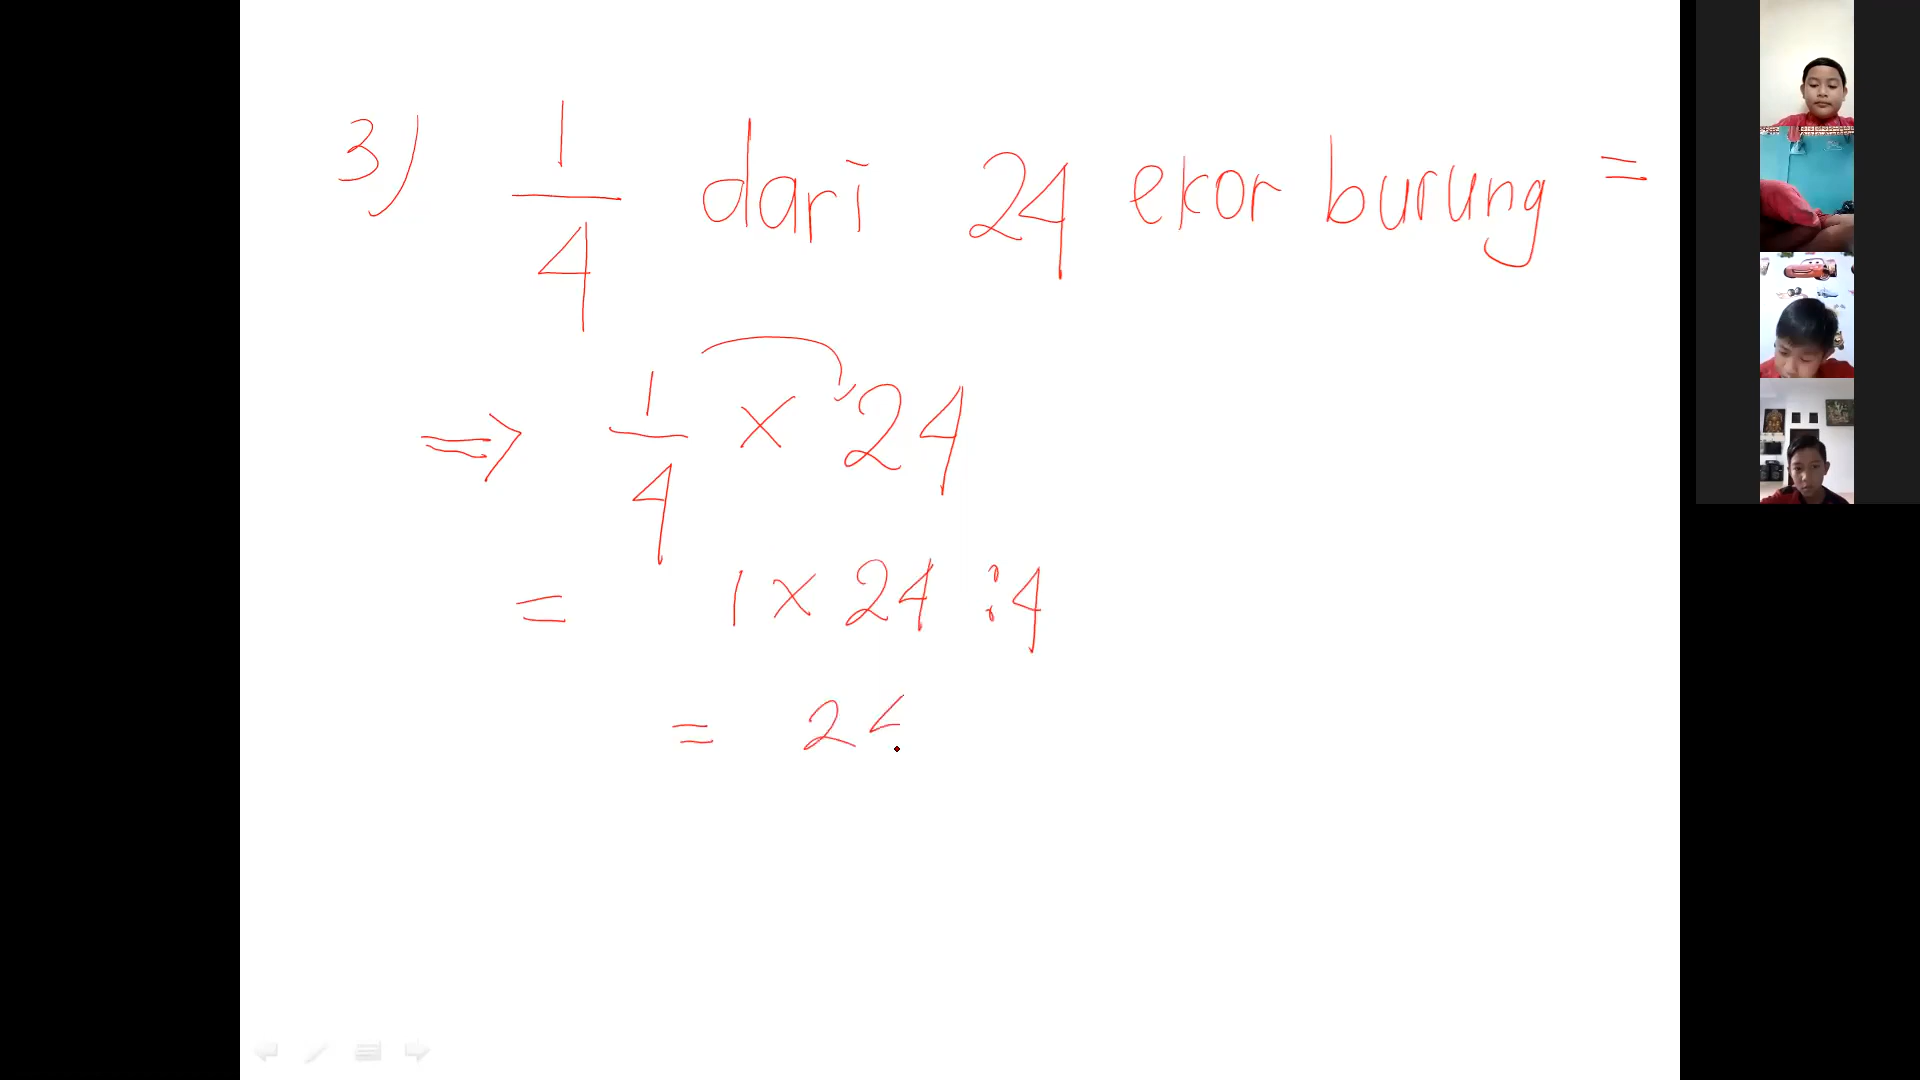 3) 1/4 dari 24 ekor burung =
⇒ 1/4 × 24
= 1 × 24 : 4
= 24